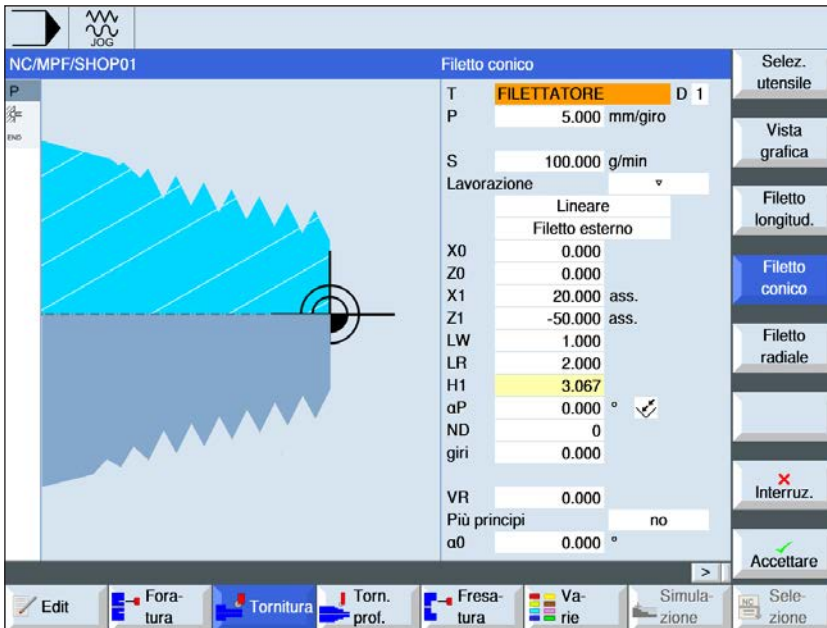 JOG
NC/MPF/SHOP01
Filetto conico
P
END
T FILETTATORE D 1
P 5.000 mm/giro
S 100.000 g/min
Lavorazione ▿
Lineare
Filetto esterno
X0 0.000
Z0 0.000
X1 20.000 ass.
Z1 -50.000 ass.
LW 1.000
LR 2.000
H1 3.067
αP 0.000 °
ND 0
giri 0.000
VR 0.000
Più principi no
α0 0.000 °
>
Selez.
utensile
Vista
grafica
Filetto
longitud.
Filetto
conico
Filetto
radiale
Interruz.
Accettare
Edit
Fora-
tura
Tornitura
Torn.
prof.
Fresa-
tura
Va-
rie
Simula-
zione
NC
Sele-
zione